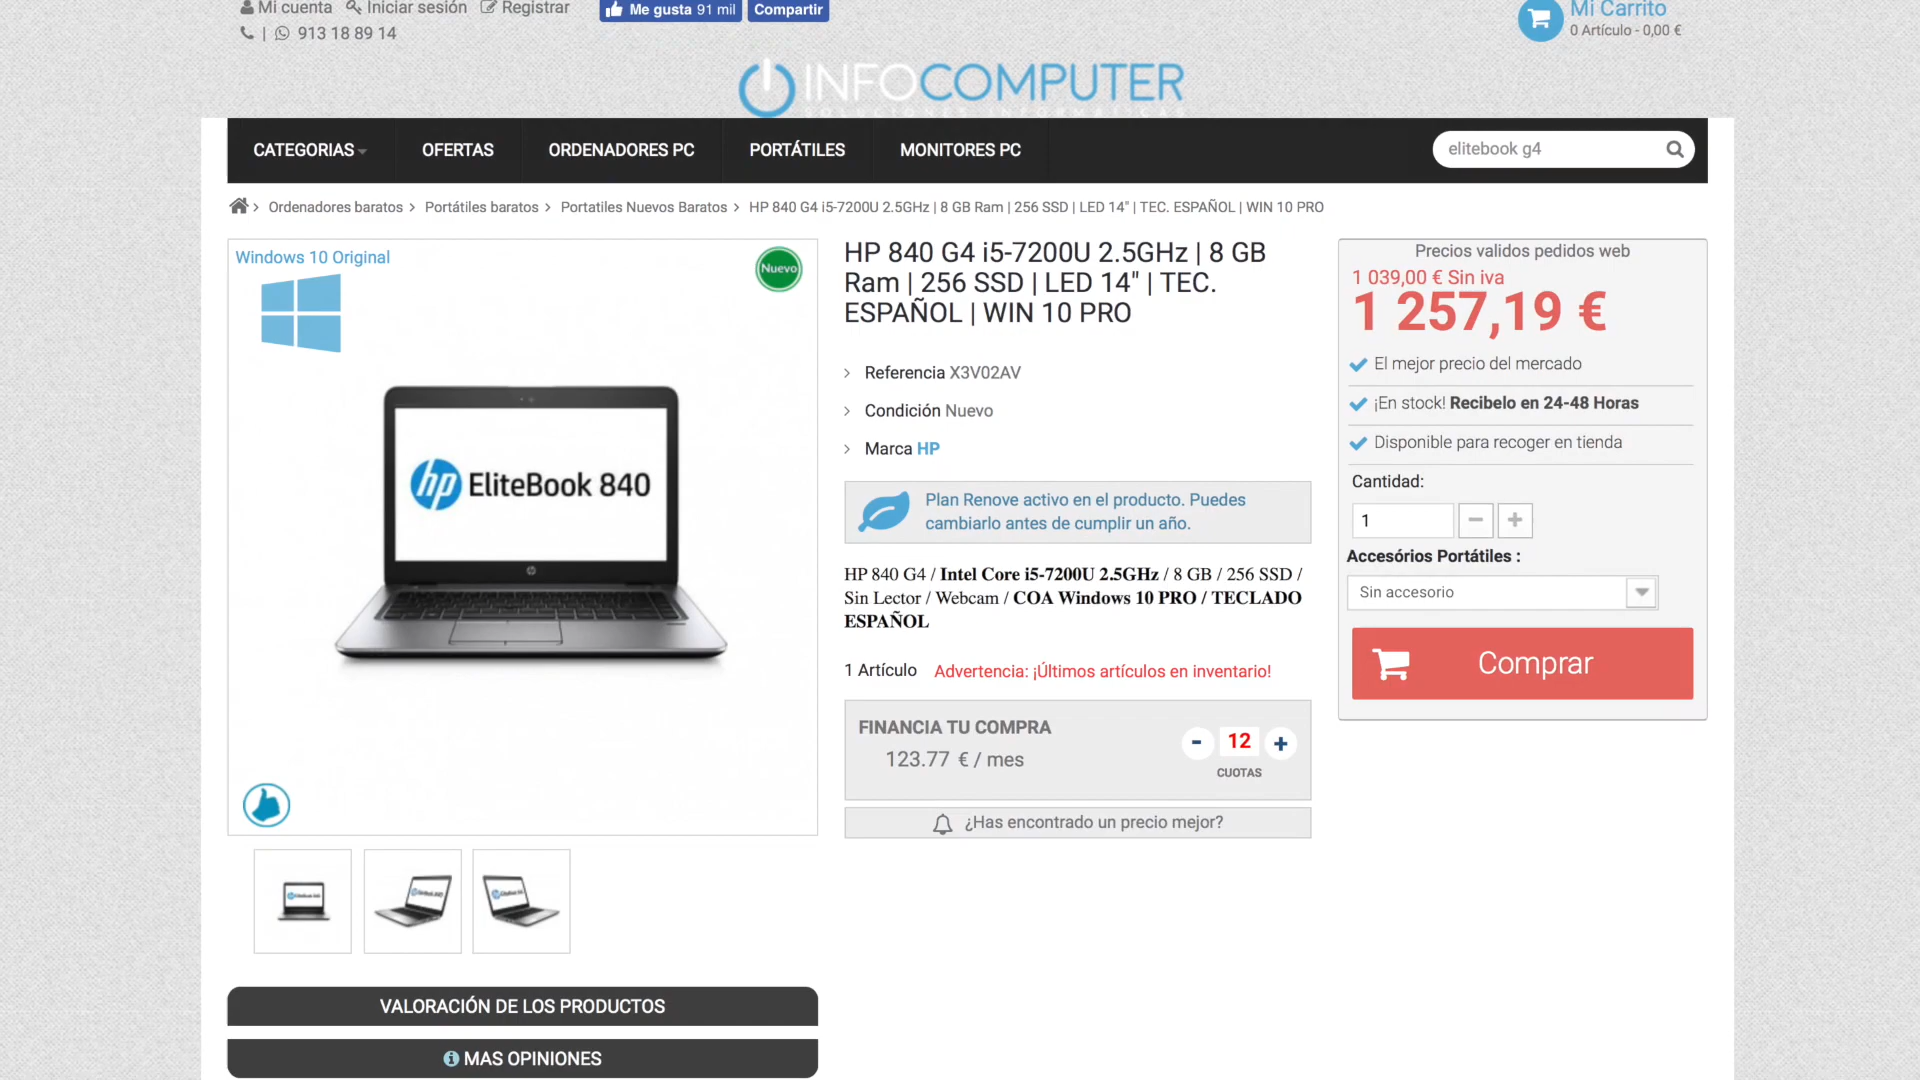 Mi cuenta Iniciar sesión Registrar
Me gusta 91 mil Compartir
| 913 18 89 14
Mi Carrito
0 Artículo - 0,00 €
INFOCOMPUTER
CATEGORIAS OFERTAS ORDENADORES PC PORTÁTILES MONITORES PC
elitebook g4
Ordenadores baratos > Portátiles baratos > Portatiles Nuevos Baratos > HP 840 G4 i5-7200U 2.5GHz | 8 GB Ram | 256 SSD | LED 14" | TEC. ESPAÑOL | WIN 10 PRO
Windows 10 Original
Nuevo
hp EliteBook 840
HP 840 G4 i5-7200U 2.5GHz | 8 GB
Ram | 256 SSD | LED 14" | TEC.
ESPAÑOL | WIN 10 PRO
Referencia X3V02AV
Condición Nuevo
Marca HP
Plan Renove activo en el producto. Puedes
cambiarlo antes de cumplir un año.
HP 840 G4 / Intel Core i5-7200U 2.5GHz / 8 GB / 256 SSD /
Sin Lector / Webcam / COA Windows 10 PRO / TECLADO
ESPAÑOL
1 Artículo Advertencia: ¡Últimos artículos en inventario!
FINANCIA TU COMPRA
123.77 € / mes
- 12 +
CUOTAS
¿Has encontrado un precio mejor?
Precios validos pedidos web
1 039,00 € Sin iva
1 257,19 €
El mejor precio del mercado
¡En stock! Recibelo en 24-48 Horas
Disponible para recoger en tienda
Cantidad:
1
Accesórios Portátiles :
Sin accesorio
Comprar
VALORACIÓN DE LOS PRODUCTOS
MAS OPINIONES